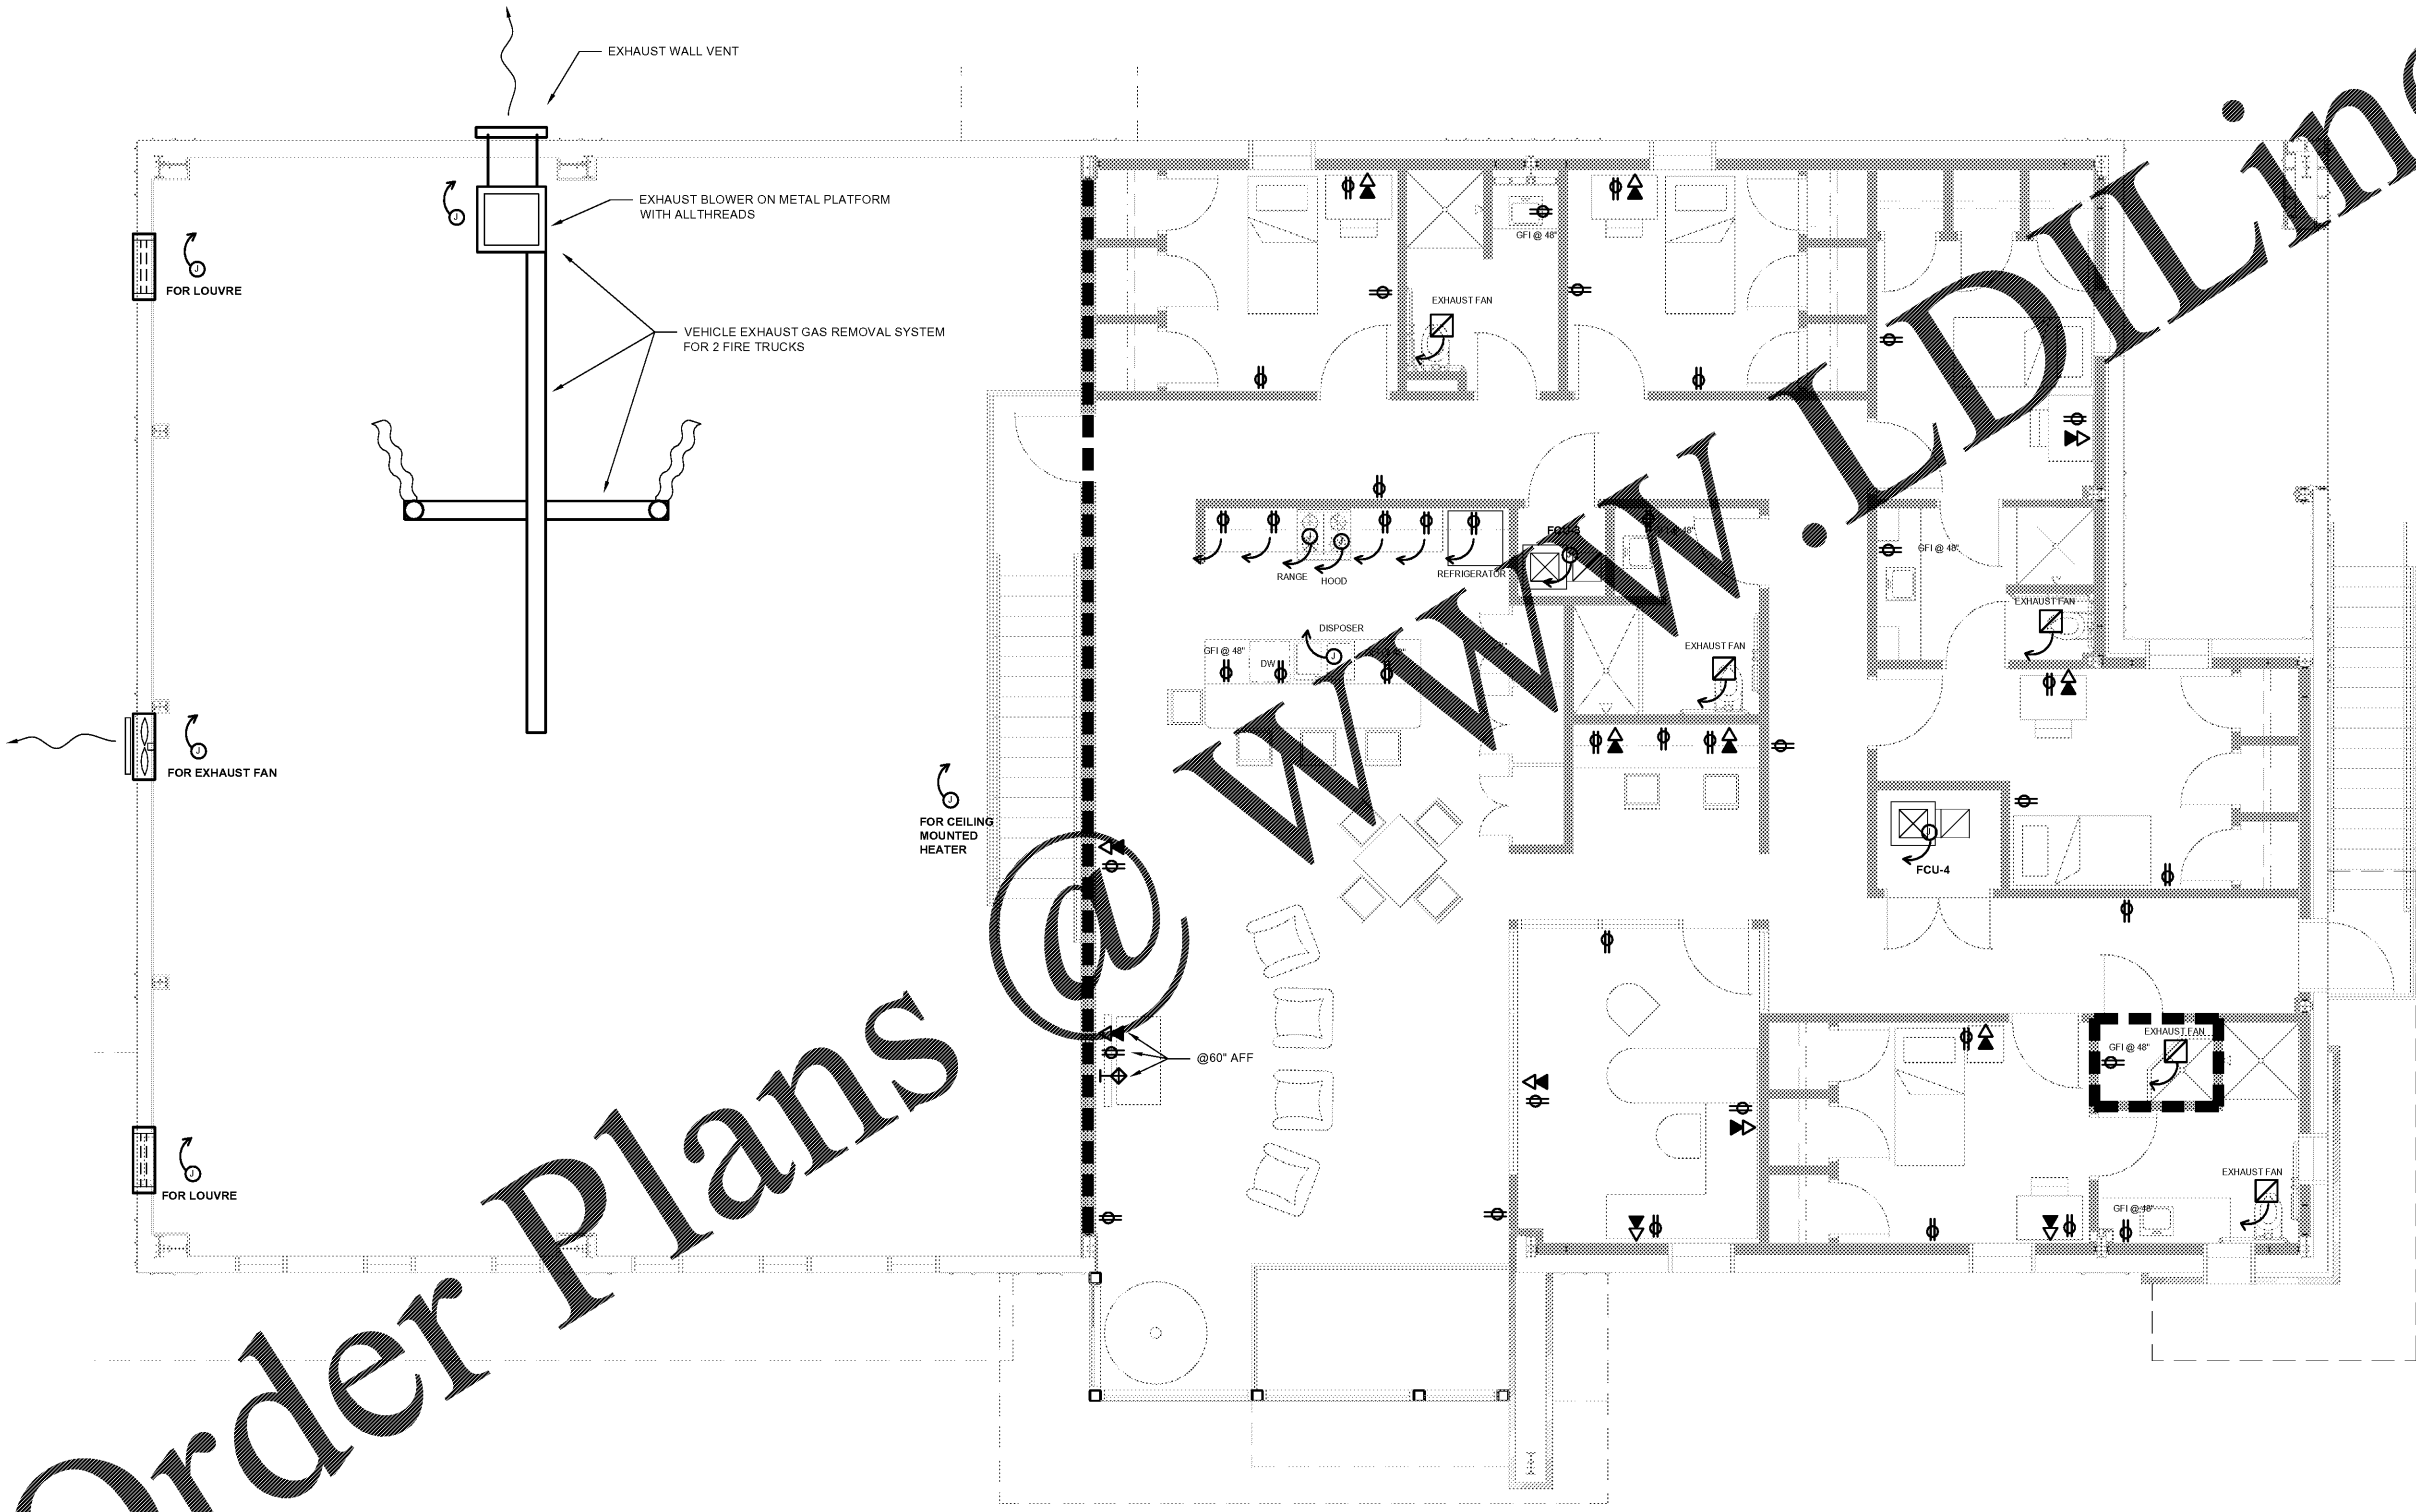 EXHAUST WALL VENT
EXHAUST BLOWER ON METAL PLATFORM
WITH ALLTHREADS
J
J
FOR LOUVRE
GFI @ 48"
EXHAUST FAN
VEHICLE EXHAUST GAS REMOVAL SYSTEM
FOR 2 FIRE TRUCKS
J
J
RANGE
HOOD
REFRIGERATOR
GFI @ 48"
EXHAUST FAN
DISPOSER
J
GFI @ 48"
DW
EXHAUST FAN
J
FOR EXHAUST FAN
J
FOR CEILING
MOUNTED
HEATER
J
FCU-4
@60" AFF
EXHAUST FAN
GFI @ 48"
J
FOR LOUVRE
EXHAUST FAN
GFI @ 48"
Order Plans @ www.LDILine